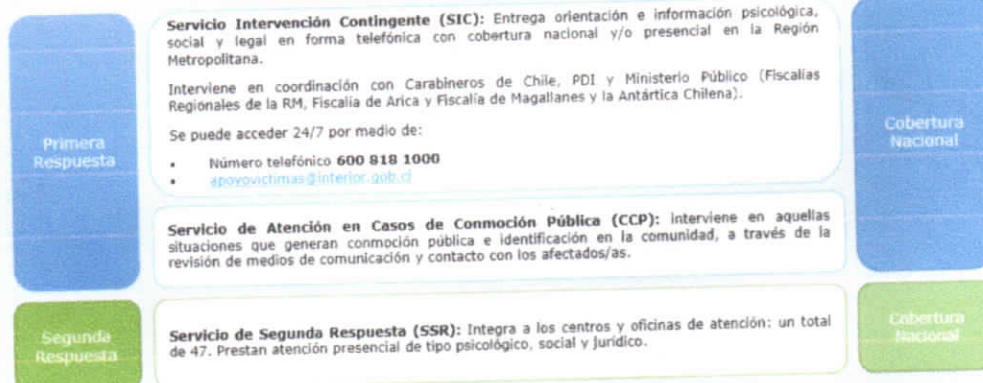 Primera
Respuesta
Servicio Intervención Contingente (SIC): Entrega orientación e información psicológica,
social y legal en forma telefónica con cobertura nacional y/o presencial en la Región
Metropolitana.
Interviene en coordinación con Carabineros de Chile, PDI y Ministerio Público (Fiscalías
Regionales de la RM, Fiscalía de Arica y Fiscalía de Magallanes y la Antártica Chilena).
Se puede acceder 24/7 por medio de:
• Número telefónico 600 818 1000
• apoyovictimas@interior.gob.cl
Servicio de Atención en Casos de Conmoción Pública (CCP): interviene en aquellas
situaciones que generan conmoción pública e identificación en la comunidad, a través de la
revisión de medios de comunicación y contacto con los afectados/as.
Cobertura
Nacional
Segunda
Respuesta
Servicio de Segunda Respuesta (SSR): Integra a los centros y oficinas de atención: un total
de 47. Prestan atención presencial de tipo psicológico, social y jurídico.
Cobertura
Nacional